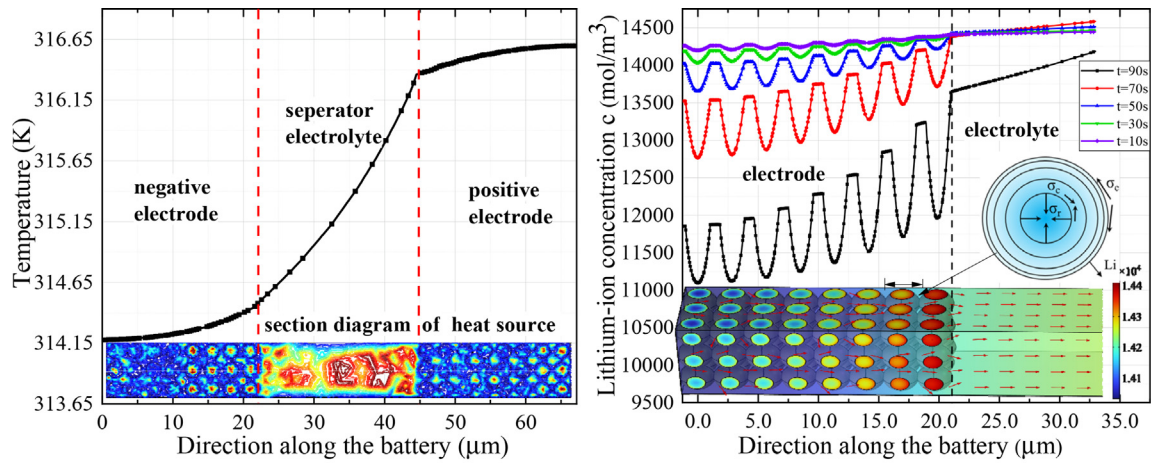 316.65
316.15
315.65
315.15
314.65
314.15
313.65
Temperature (K)
seperator
electrolyte
negative
electrode
positive
electrode
section diagram of heat source
0
10
20
30
40
50
60
Direction along the battery (μm)
14500
14000
13500
13000
12500
12000
11500
11000
10500
10000
9500
Lithium-ion concentration c (mol/m³)
t=90s
t=70s
t=50s
t=30s
t=10s
electrolyte
electrode
σc
σe
σr
Li
×10⁴
1.44
1.43
1.42
1.41
0.0
5.0
10.0
15.0
20.0
25.0
30.0
35.0
Direction along the battery (μm)